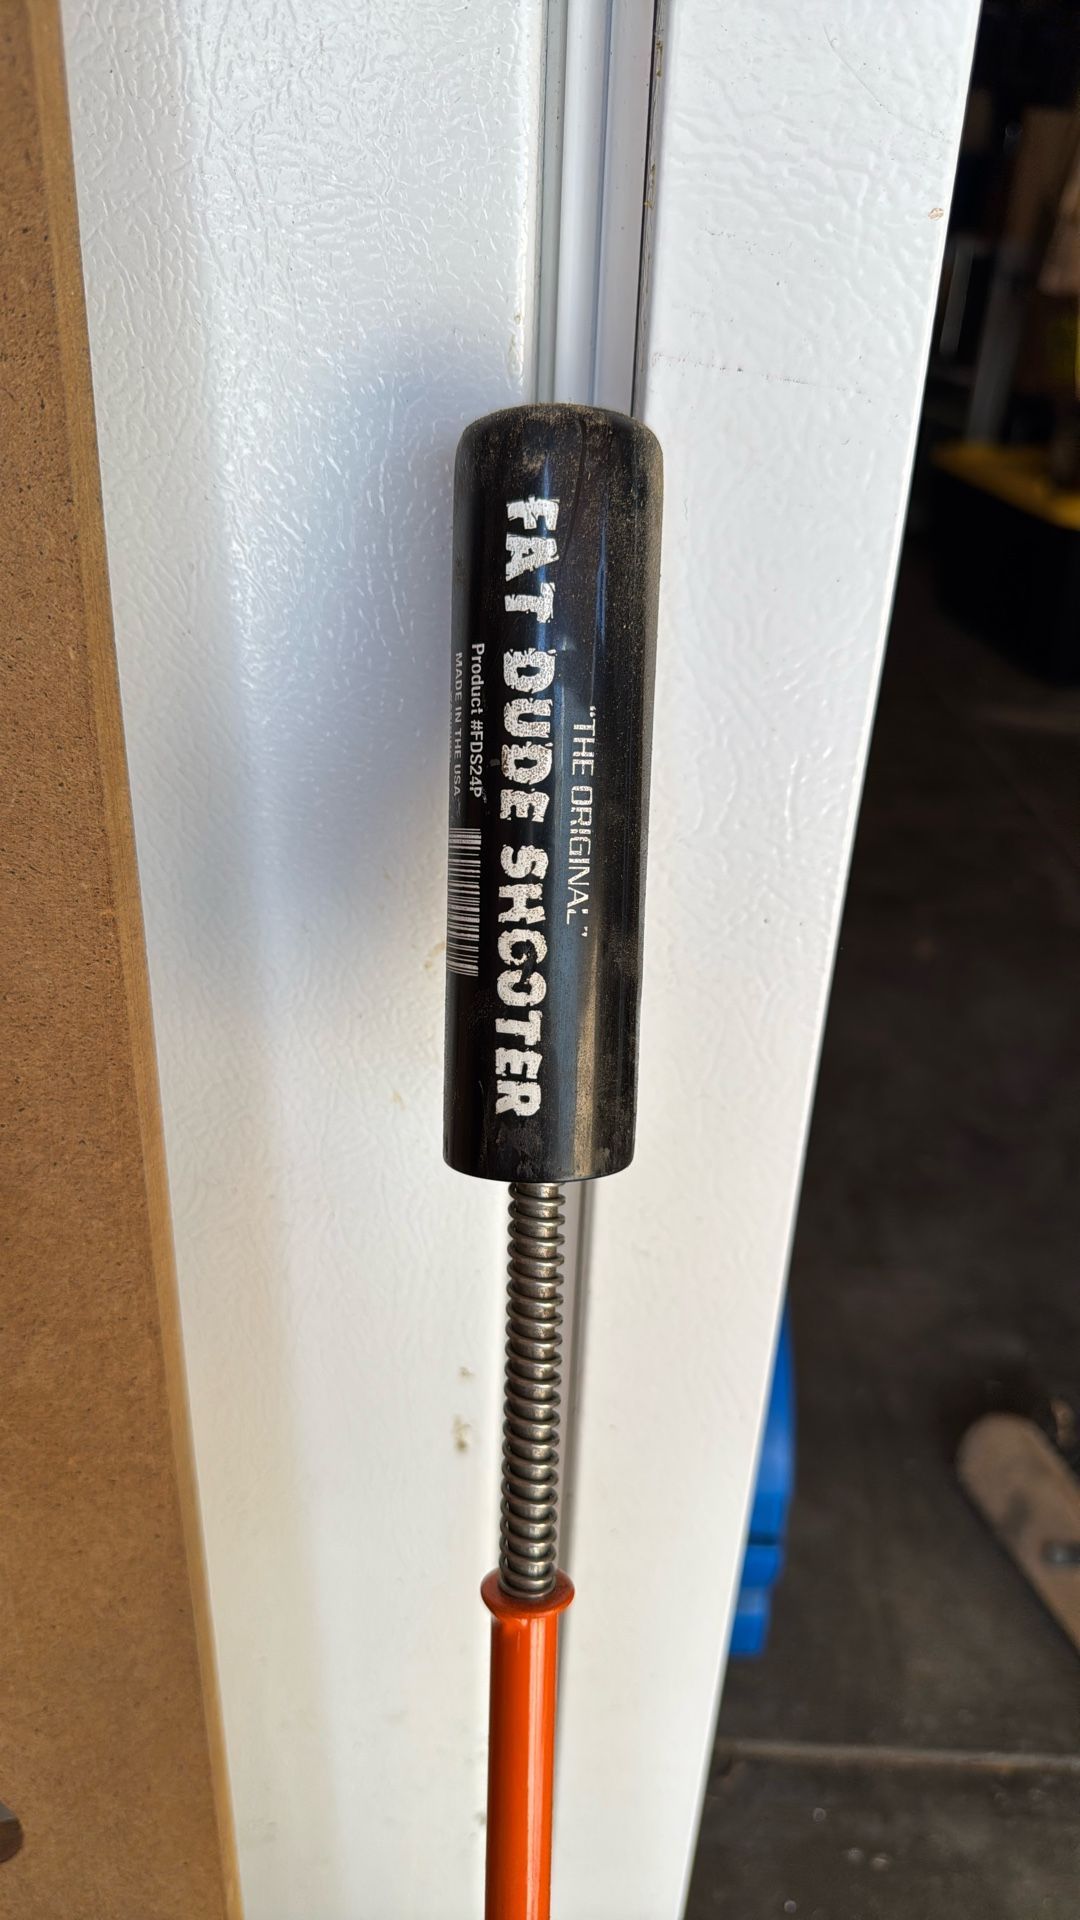 “THE ORIGINAL”
FAT DUDE SHOOTER
Product #FDS24P
MADE IN THE USA